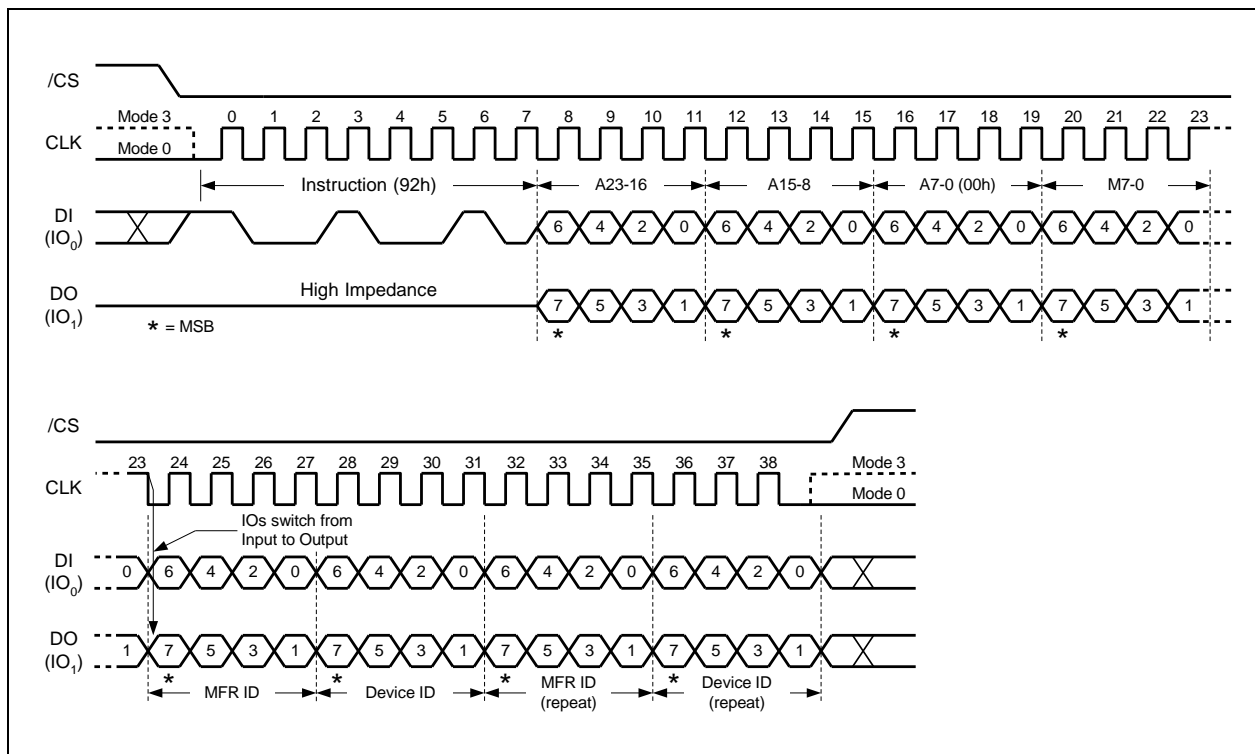 /CS
Mode 3 0 1 2 3 4 5 6 7 8 9 10 11 12 13 14 15 16 17 18 19 20 21 22 23
CLK
Mode 0
Instruction (92h) A23-16 A15-8 A7-0 (00h) M7-0
DI
(IO0) 6 4 2 0 6 4 2 0 6 4 2 0 6 4 2 0
High Impedance
DO
(IO1) 7 5 3 1 7 5 3 1 7 5 3 1 7 5 3 1
* = MSB * * * *
/CS
23 24 25 26 27 28 29 30 31 32 33 34 35 36 37 38 Mode 3
CLK
Mode 0
IOs switch from
Input to Output
DI
(IO0) 0 6 4 2 0 6 4 2 0 6 4 2 0 6 4 2 0
DO
(IO1) 1 7 5 3 1 7 5 3 1 7 5 3 1 7 5 3 1
* * * *
MFR ID Device ID MFR ID
(repeat) Device ID
(repeat)